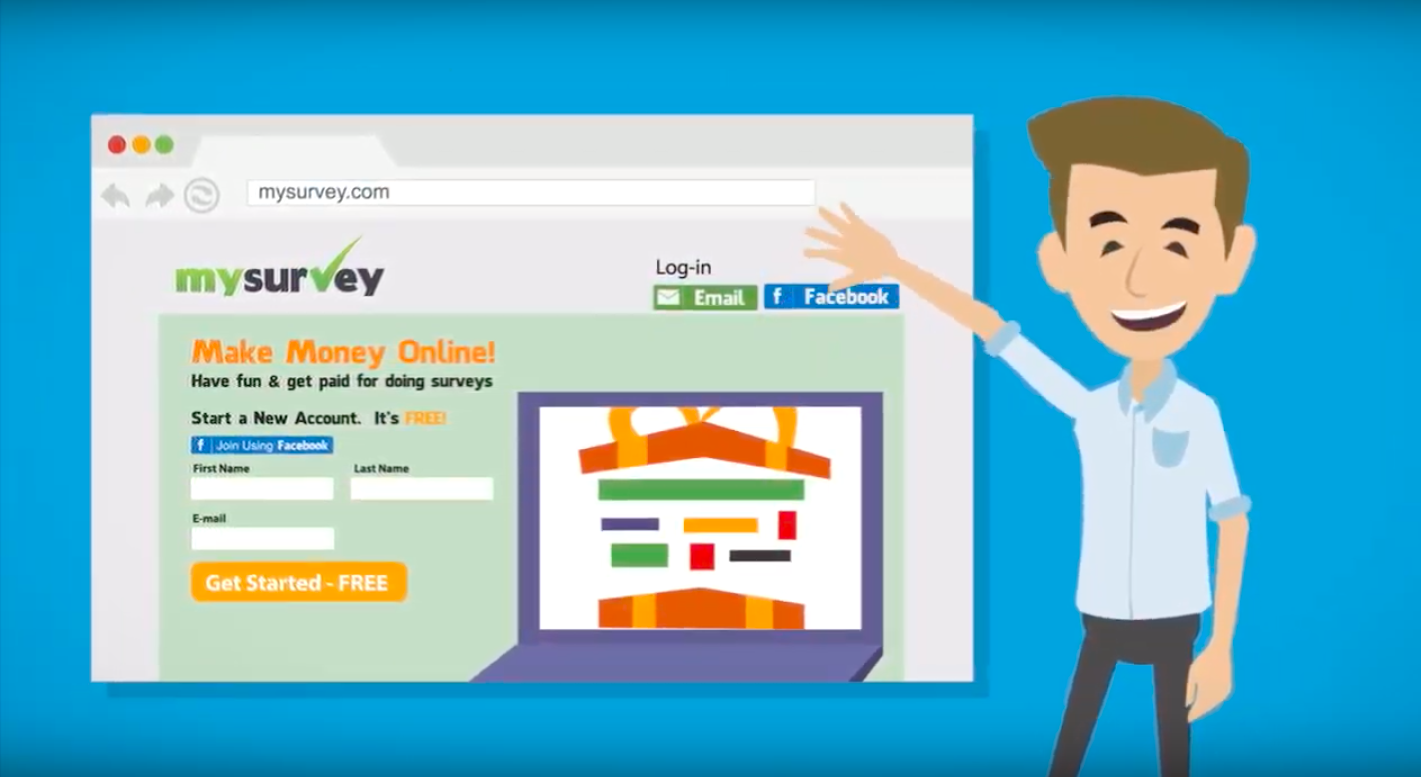 mysurvey.com
mysurvey
Log-in
Email
f Facebook
Make Money Online!
Have fun & get paid for doing surveys
Start a New Account. It's FREE!
f Join Using Facebook
First Name Last Name
E-mail
Get Started - FREE